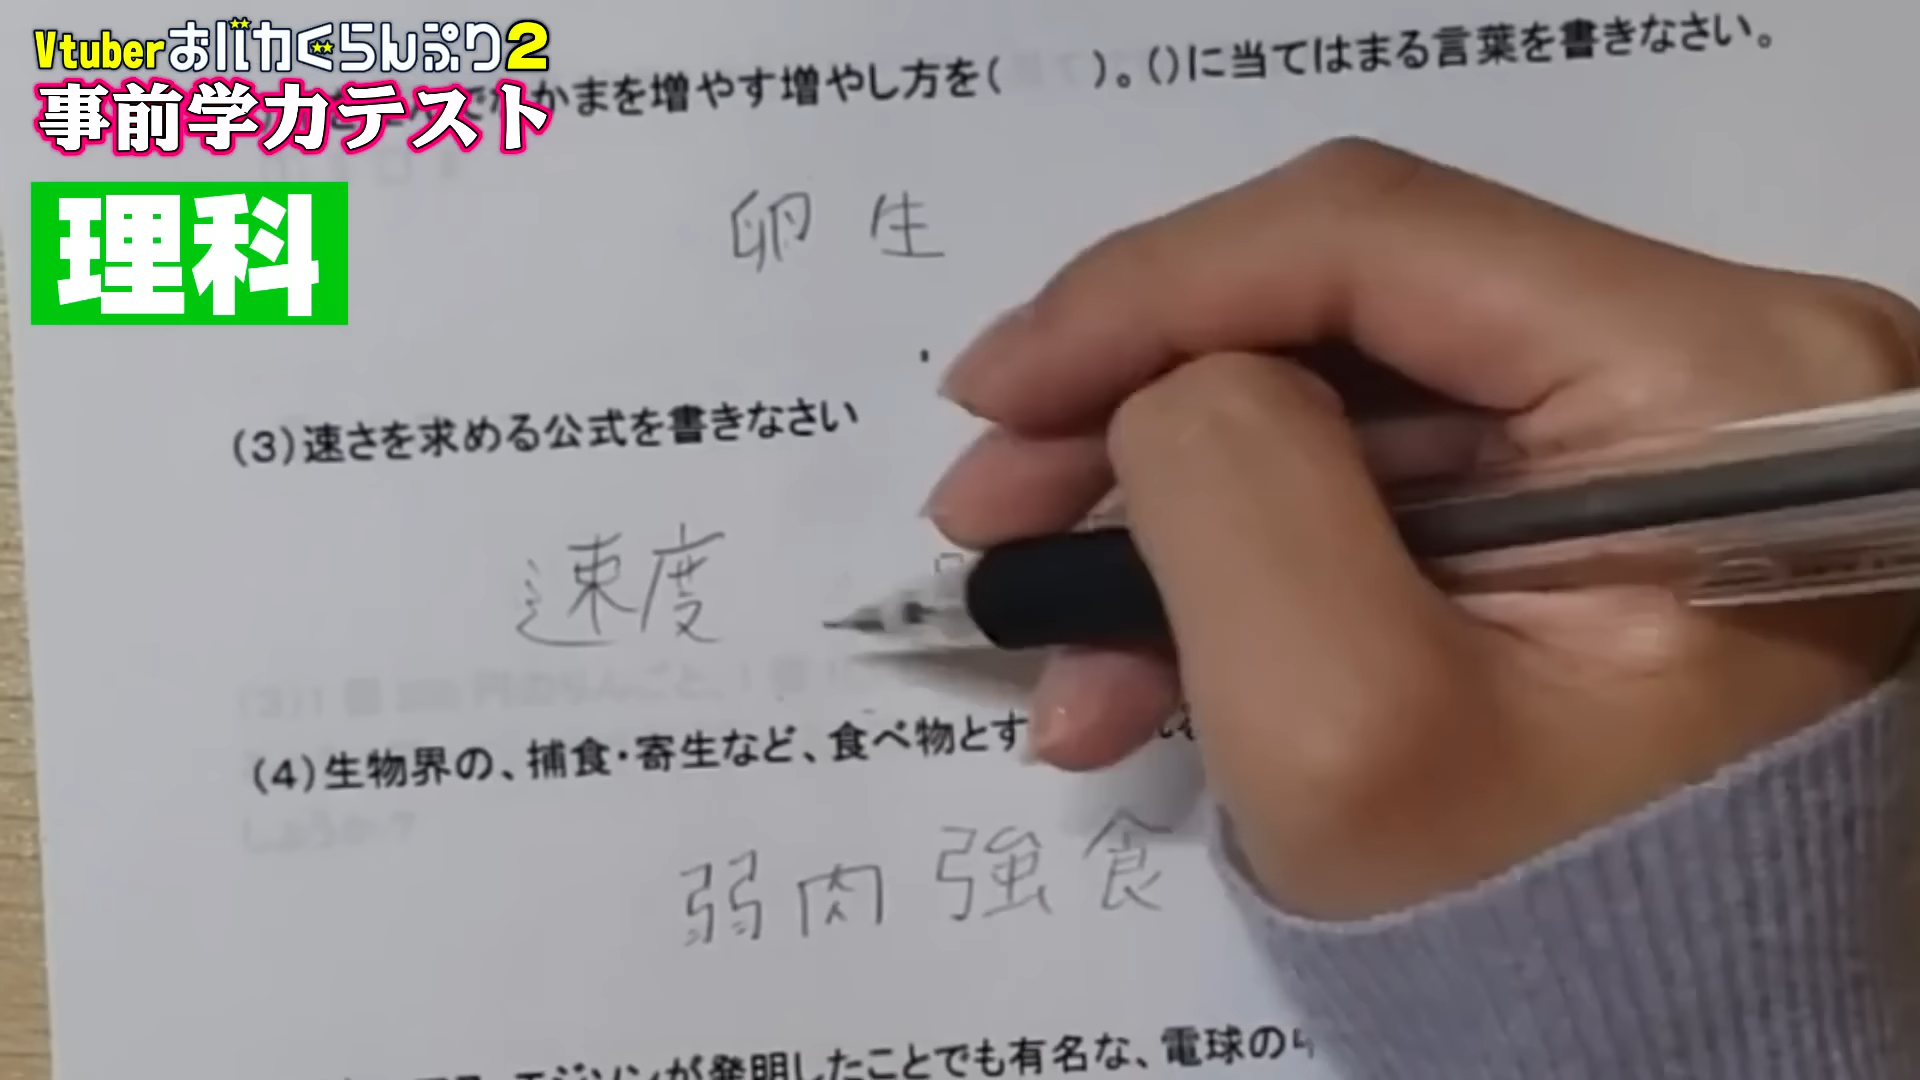 Vtuberおバカぐらんぷり2
事前学力テスト
理科
かまを増やす増やし方を( )。()に当てはまる言葉を書きなさい。
卵生
(3)速さを求める公式を書きなさい
速度
(4)生物界の、捕食・寄生など、食べ物とす
弱肉強食
エジソンが発明したことでも有名な、電球の